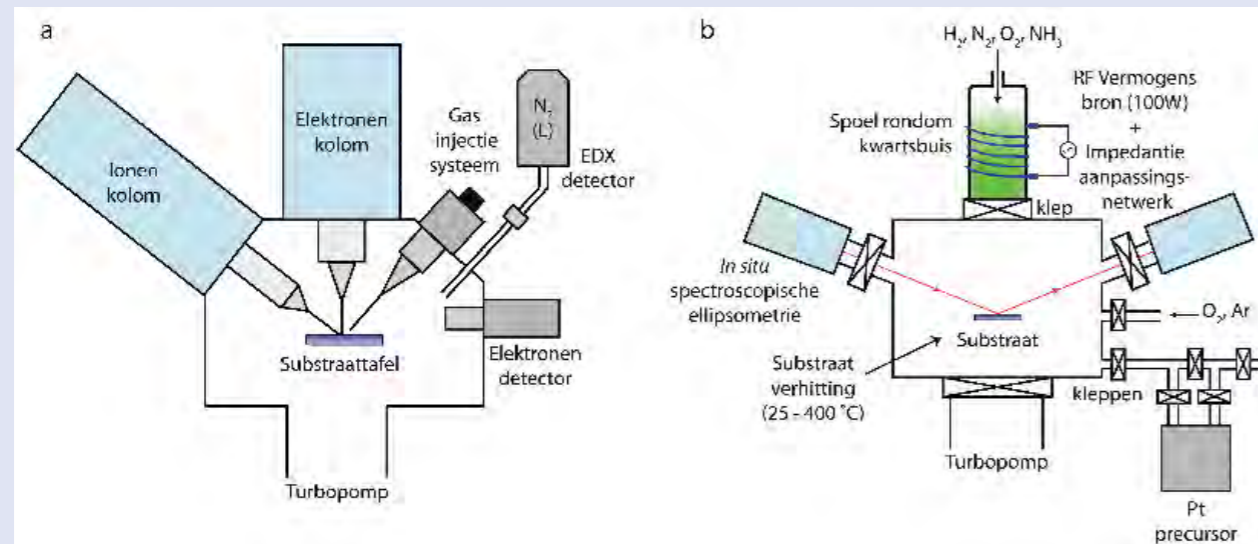 a
Ionen
kolom
Elektronen
kolom
Gas
injectie
systeem
N₂
(L)
EDX
detector
Substraattafel
Elektronen
detector
Turbopomp
b
H₂, N₂, O₂, NH₃
RF Vermogens
bron (100W)
+
Impedantie
aanpassings-
netwerk
Spoel rondom
kwartsbuis
klep
In situ
spectroscopische
ellipsometrie
Substraat
O₂, Ar
Substraat
verhitting
(25 - 400 °C)
kleppen
Turbopomp
Pt
precursor